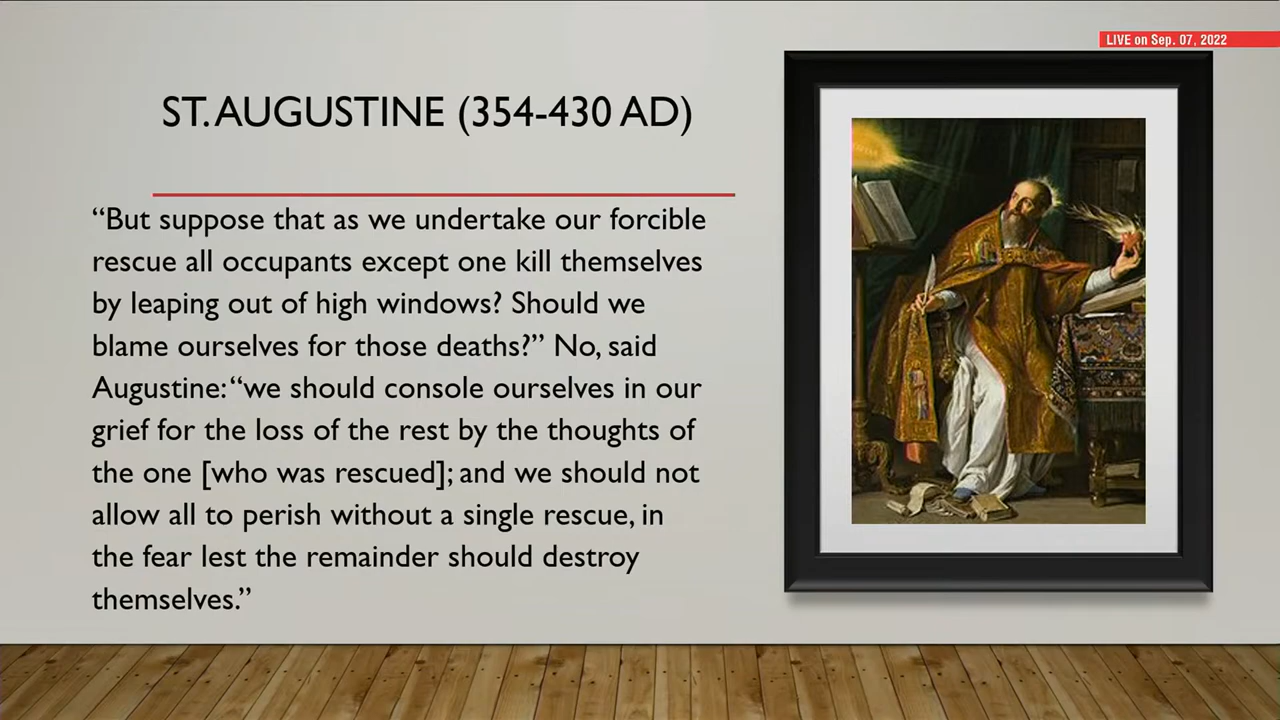 LIVE on Sep. 07, 2022
ST. AUGUSTINE (354-430 AD)
“But suppose that as we undertake our forcible
rescue all occupants except one kill themselves
by leaping out of high windows? Should we
blame ourselves for those deaths?” No, said
Augustine: “we should console ourselves in our
grief for the loss of the rest by the thoughts of
the one [who was rescued]; and we should not
allow all to perish without a single rescue, in
the fear lest the remainder should destroy
themselves.”